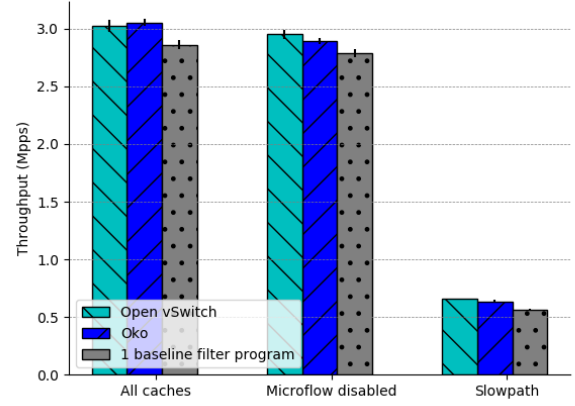 Throughput (Mpps)
3.0
2.5
2.0
1.5
1.0
0.5
0.0
Open vSwitch
Oko
1 baseline filter program
All caches
Microflow disabled
Slowpath